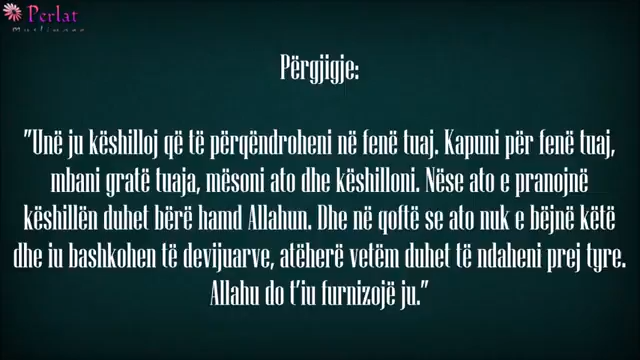 Perlat
Muslimaee
Përgjigje:
"Unë ju këshilloj që të përqëndroheni në fenë tuaj. Kapuni për fenë tuaj,
mbani gratë tuaja, mësoni ato dhe këshilloni. Nëse ato e pranojnë
këshillën duhet bërë hamd Allahun. Dhe në qoftë se ato nuk e bëjnë këtë
dhe iu bashkohen të devijuarve, atëherë vetëm duhet të ndaheni prej tyre.
Allahu do t'iu furnizojë ju."